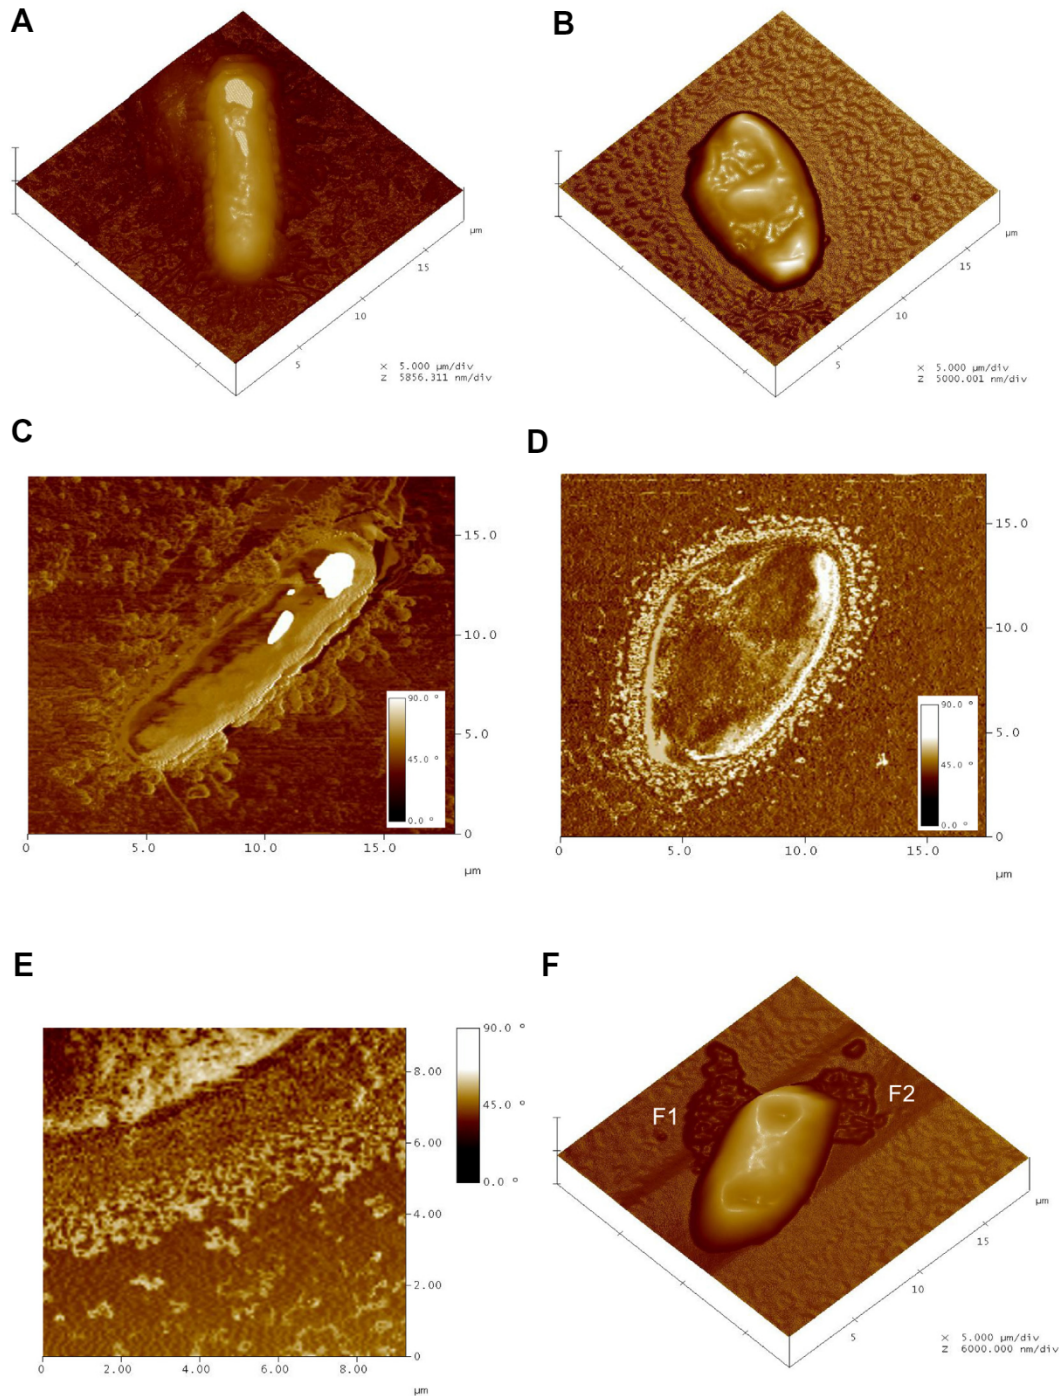 A
B
µm
15
10
5
X 5.000 µm/div
Z 5856.311 nm/div
µm
15
10
5
X 5.000 µm/div
Z 5000.001 nm/div
C
D
15.0
10.0
5.0
0
90.0 °
45.0 °
0.0 °
0 5.0 10.0 15.0
µm
15.0
10.0
5.0
0
90.0 °
45.0 °
0.0 °
0 5.0 10.0 15.0
µm
E
F
90.0 °
45.0 °
0.0 °
8.00
6.00
4.00
2.00
0
0 2.00 4.00 6.00 8.00
µm
F1
F2
µm
15
10
5
X 5.000 µm/div
Z 6000.000 nm/div